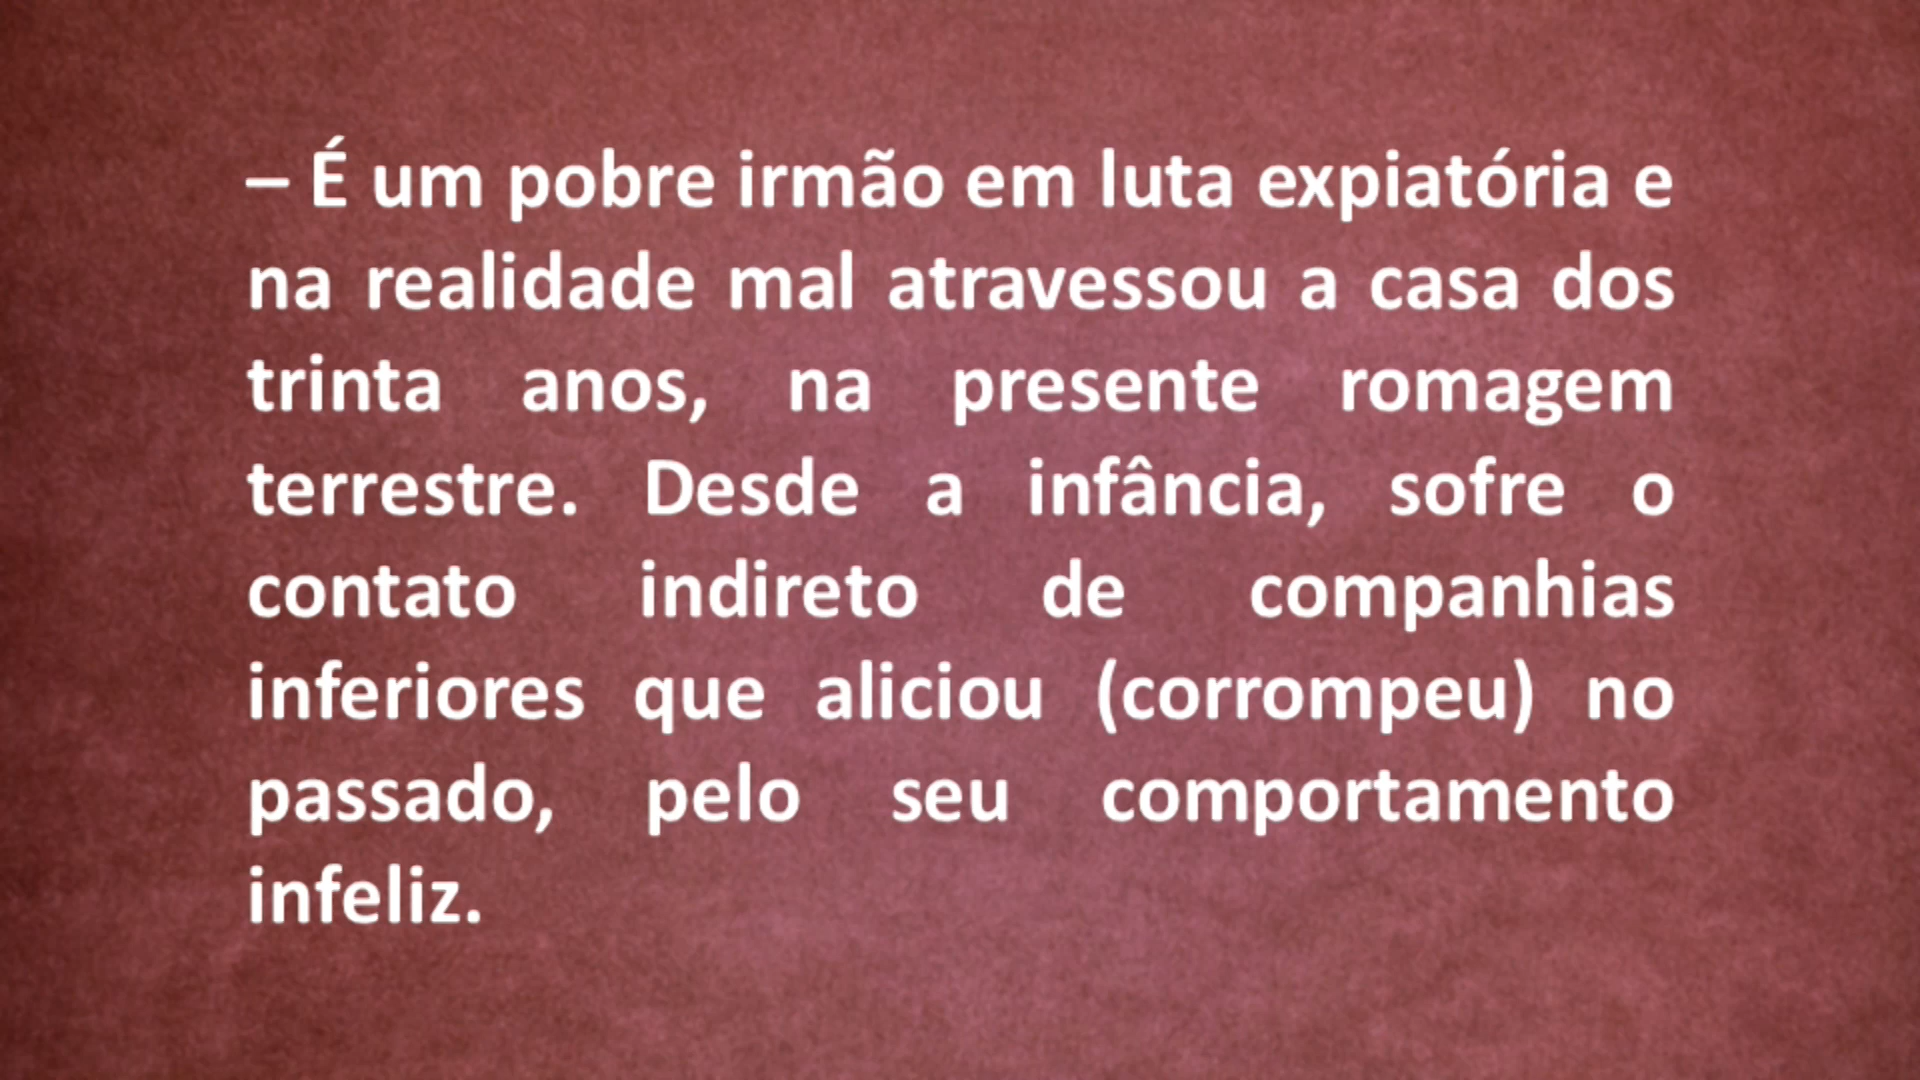 – É um pobre irmão em luta expiatória e
na realidade mal atravessou a casa dos
trinta anos, na presente romagem
terrestre. Desde a infância, sofre o
contato indireto de companhias
inferiores que aliciou (corrompeu) no
passado, pelo seu comportamento
infeliz.